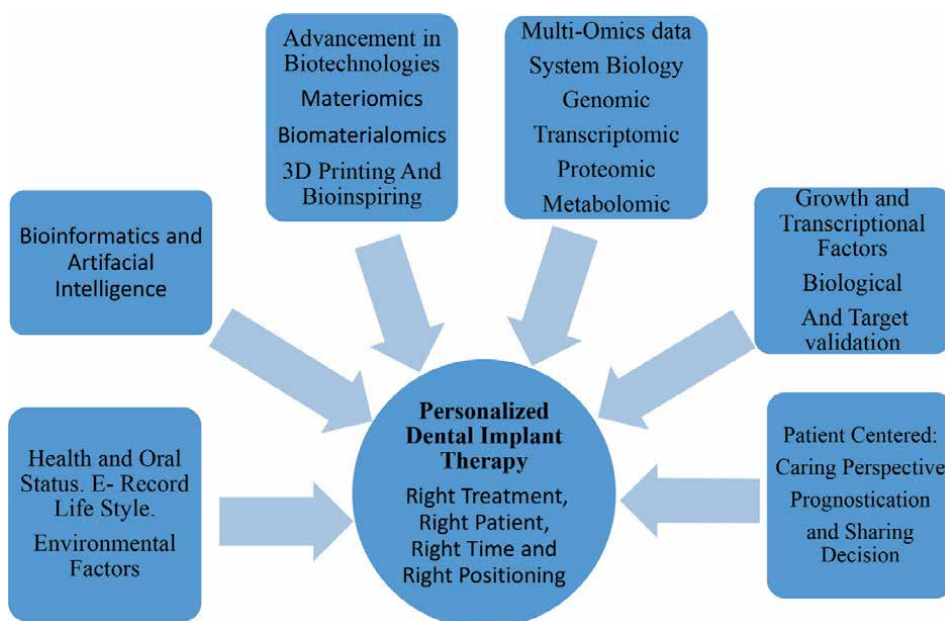 Advancement in
Biotechnologies
Materiomics
Biomaterialomics
3D Printing And
Bioinspiring
Multi-Omics data
System Biology
Genomic
Transcriptomic
Proteomic
Metabolomic
Bioinformatics and
Artifacial
Intelligence
Growth and
Transcriptional
Factors
Biological
And Target
validation
Health and Oral
Status. E- Record
Life Style.
Environmental
Factors
Personalized
Dental Implant
Therapy
Right Treatment,
Right Patient,
Right Time and
Right Positioning
Patient Centered:
Caring Perspective
Prognostication
and Sharing
Decision